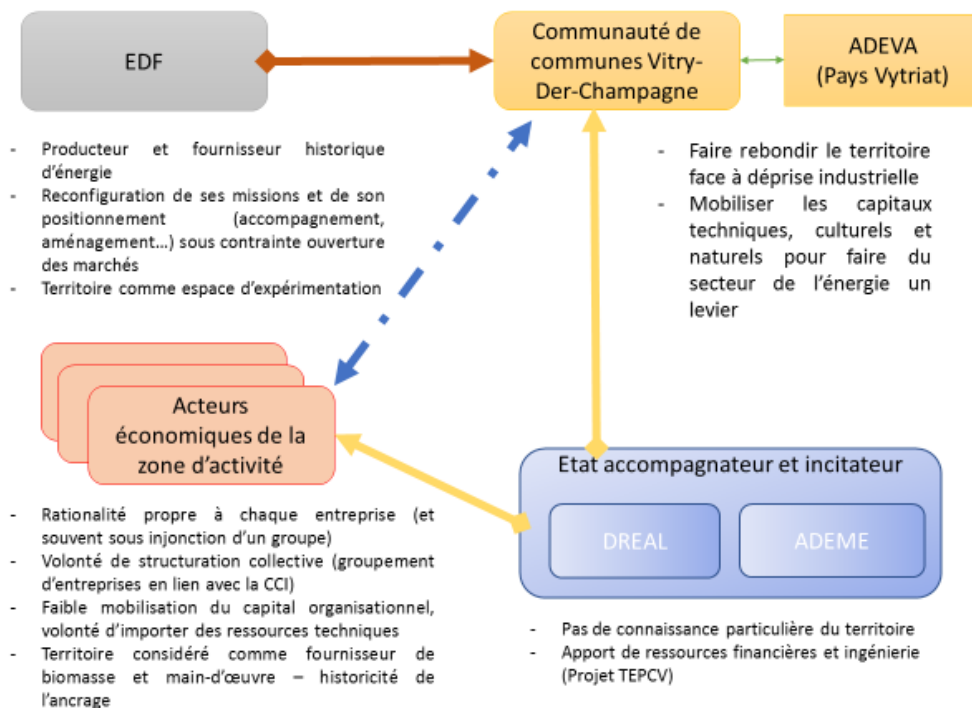 EDF
Communauté de
communes Vitry-
Der-Champagne
ADEVA
(Pays Vytriat)
- Producteur et fournisseur historique
d'énergie
- Reconfiguration de ses missions et de son
positionnement (accompagnement,
aménagement...) sous contrainte ouverture
des marchés
- Territoire comme espace d'expérimentation
- Faire rebondir le territoire
face à déprise industrielle
- Mobiliser les capitaux
techniques, culturels et
naturels pour faire du
secteur de l'énergie un
levier
Acteurs
économiques de la
zone d'activité
Etat accompagnateur et incitateur
DREAL
ADEME
- Rationalité propre à chaque entreprise (et
souvent sous injonction d'un groupe)
- Volonté de structuration collective (groupement
d'entreprises en lien avec la CCI)
- Faible mobilisation du capital organisationnel,
volonté d'importer des ressources techniques
- Territoire considéré comme fournisseur de
biomasse et main-d'œuvre – historicité de
l'ancrage
- Pas de connaissance particulière du territoire
- Apport de ressources financières et ingénierie
(Projet TEPCV)